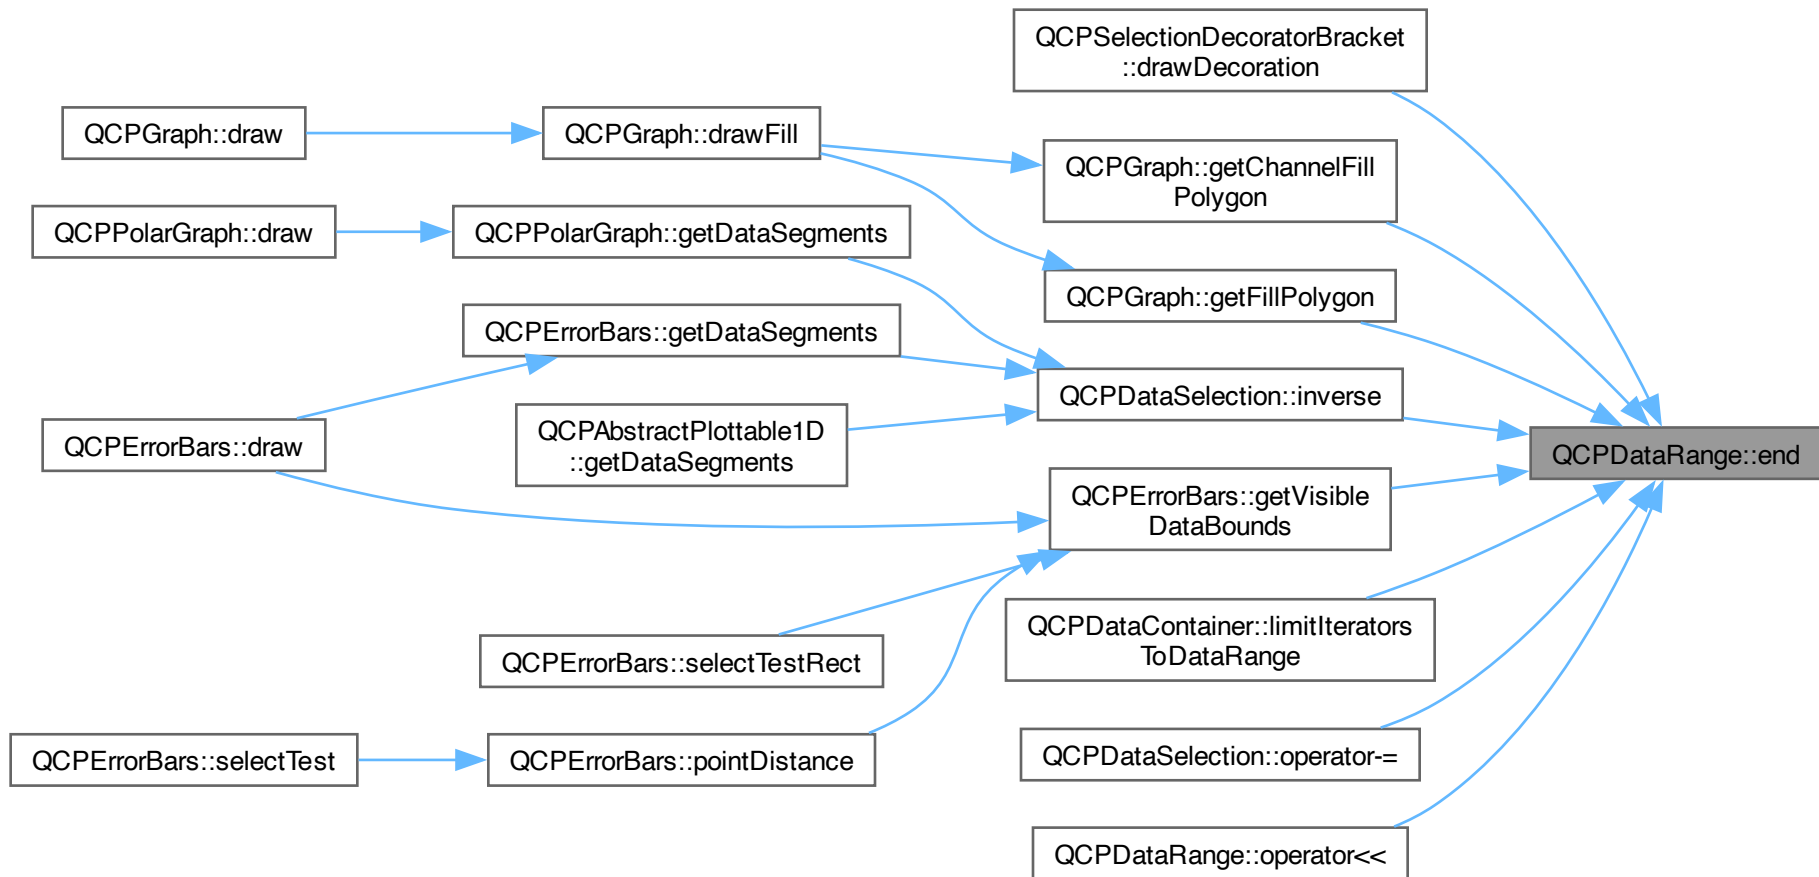 QCPSelectionDecoratorBracket
::drawDecoration
QCPGraph::draw
QCPGraph::drawFill
QCPGraph::getChannelFill
Polygon
QCPPolarGraph::draw
QCPPolarGraph::getDataSegments
QCPGraph::getFillPolygon
QCPErrorBars::getDataSegments
QCPDataSelection::inverse
QCPErrorBars::draw
QCPAbstractPlottable1D
::getDataSegments
QCPDataRange::end
QCPErrorBars::getVisible
DataBounds
QCPDataContainer::limitIterators
ToDataRange
QCPErrorBars::selectTestRect
QCPErrorBars::selectTest
QCPErrorBars::pointDistance
QCPDataSelection::operator-=
QCPDataRange::operator<<